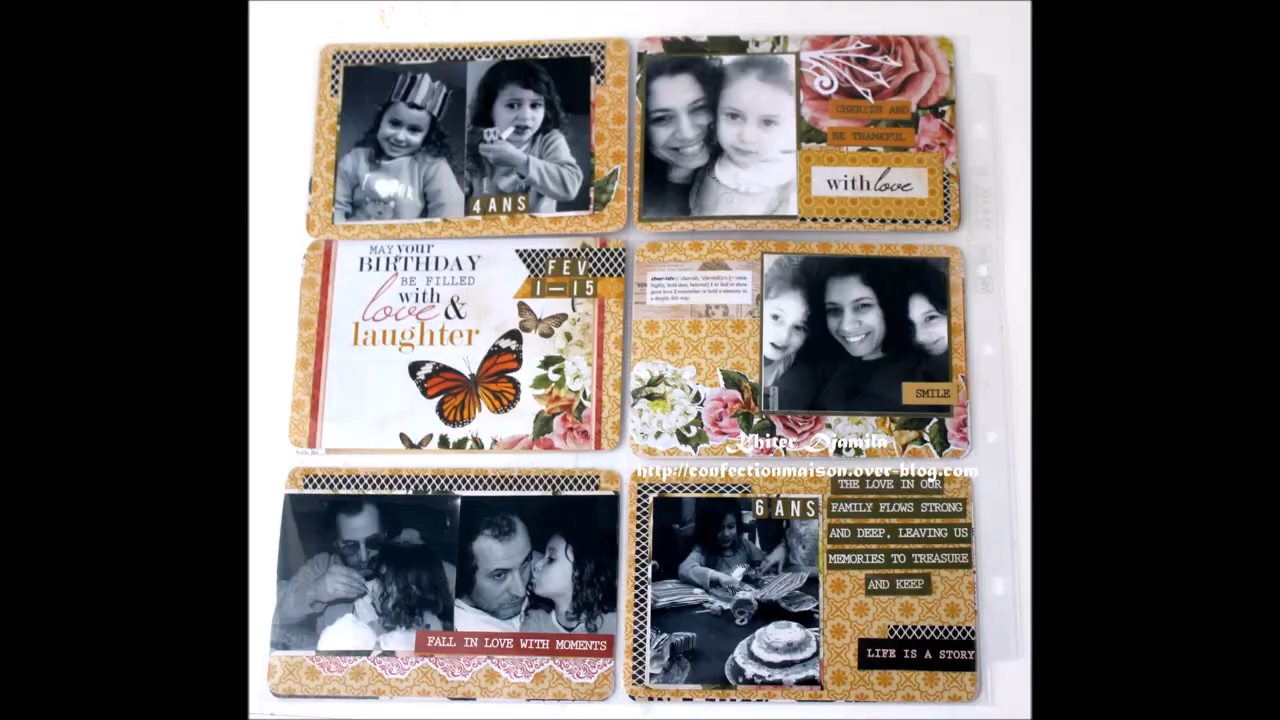 4 ANS
CHERISH AND
BE THANKFUL
with love
MAY your
BIRTHDAY
BE FILLED
with
love &
laughter
FEV
1—15
SMILE
Khiter Djamila
http://confectionmaison.over-blog.com
FALL IN LOVE WITH MOMENTS
6 ANS
THE LOVE IN OUR
FAMILY FLOWS STRONG
AND DEEP, LEAVING US
MEMORIES TO TREASURE
AND KEEP
LIFE IS A STORY